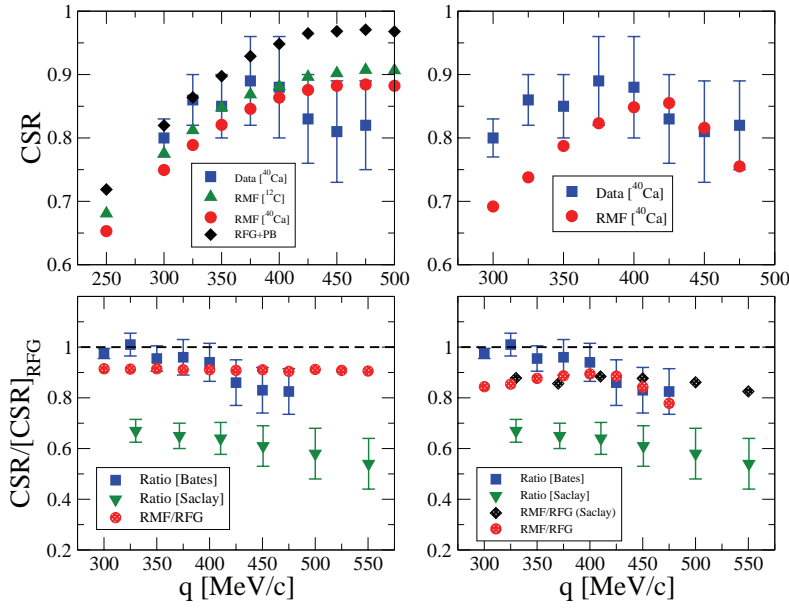 CSR
1
0.9
0.8
0.7
0.6
250 300 350 400 450 500
Data [⁴⁰Ca]
RMF [¹²C]
RMF [⁴⁰Ca]
RFG+PB
1
0.9
0.8
0.7
0.6
300 350 400 450 500
Data [⁴⁰Ca]
RMF [⁴⁰Ca]
CSR/[CSR]RFG
1
0.8
0.6
0.4
0.2
300 350 400 450 500 550
q [MeV/c]
Ratio [Bates]
Ratio [Saclay]
RMF/RFG
1
0.8
0.6
0.4
0.2
300 350 400 450 500 550
q [MeV/c]
Ratio [Bates]
Ratio [Saclay]
RMF/RFG (Saclay)
RMF/RFG